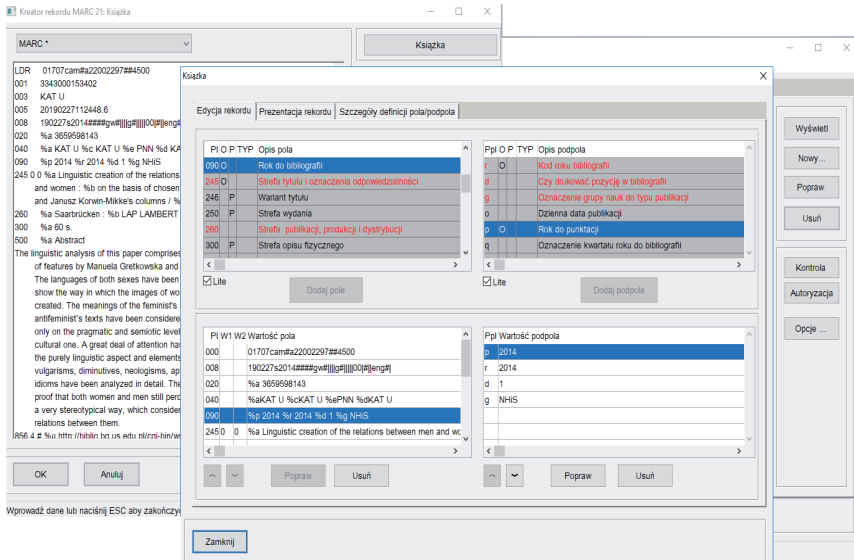 Kreator rekordu MARC 21: Książka
MARC *
Książka
LDR 01707cam#a22002297##4500
001 3343000153402
003 KAT U
005 20190227112448.6
008 190227s2014####gw#||||g#|||||00|#|eng#
020 %a 3659598143
040 %a KAT U %c KAT U %e PNN %d KA
090 %p 2014 %r 2014 %d 1 %g NHiS
245 0 0 %a Linguistic creation of the relations
and women : %b on the basis of chosen
and Janusz Korwin-Mikke's columns / %
260 %a Saarbrücken : %b LAP LAMBERT
300 %a 60 s.
500 %a Abstract
The linguistic analysis of this paper comprises
of features by Manuela Gretkowska and
The languages of both sexes have been
show the way in which the images of wo
created. The meanings of the feminist's
antifeminist's texts have been considere
only on the pragmatic and semiotic level
cultural one. A great deal of attention has
the purely linguistic aspect and elements
vulgarisms, diminutives, neologisms, ap
idioms have been analyzed in detail. The
proof that both women and men still perc
a very stereotypical way, which consider
relations between them.
856 4 # %u http://biblio.bg.us.edu.pl/cgi-bin/w
OK
Anuluj
Wprowadź dane lub naciśnij ESC aby zakończy
Książka
Edycja rekordu
Prezentacja rekordu
Szczegóły definicji pola/podpola
Pl O P TYP Opis pola
090 O Rok do bibliografii
245 O Strefa tytułu i oznaczenia odpowiedzialności
246 P Wariant tytułu
250 P Strefa wydania
260 Strefa publikacji, produkcji i dystrybucji
300 P Strefa opisu fizycznego
Lite
Dodaj pole
Ppl O P TYP Opis podpola
r O Kod roku bibliografii
d Czy drukować pozycję w bibliografii
g Oznaczenie grupy nauk do typu publikacji
o Dzienna data publikacji
p O Rok do punktacji
q Oznaczenie kwartału roku do bibliografii
Lite
Dodaj podpole
Pl W1 W2 Wartość pola
000 01707cam#a22002297##4500
008 190227s2014####gw#||||g#|||||00|#||eng#|
020 %a 3659598143
040 %aKAT U %cKAT U %ePNN %dKAT U
090 %p 2014 %r 2014 %d 1 %g NHiS
245 0 0 %a Linguistic creation of the relations between men and wo
Popraw
Usuń
Ppl Wartość podpola
p 2014
r 2014
d 1
g NHiS
Popraw
Usuń
Zamknij
Wyświetl
Nowy...
Popraw
Usuń
Kontrola
Autoryzacja
Opcje ...